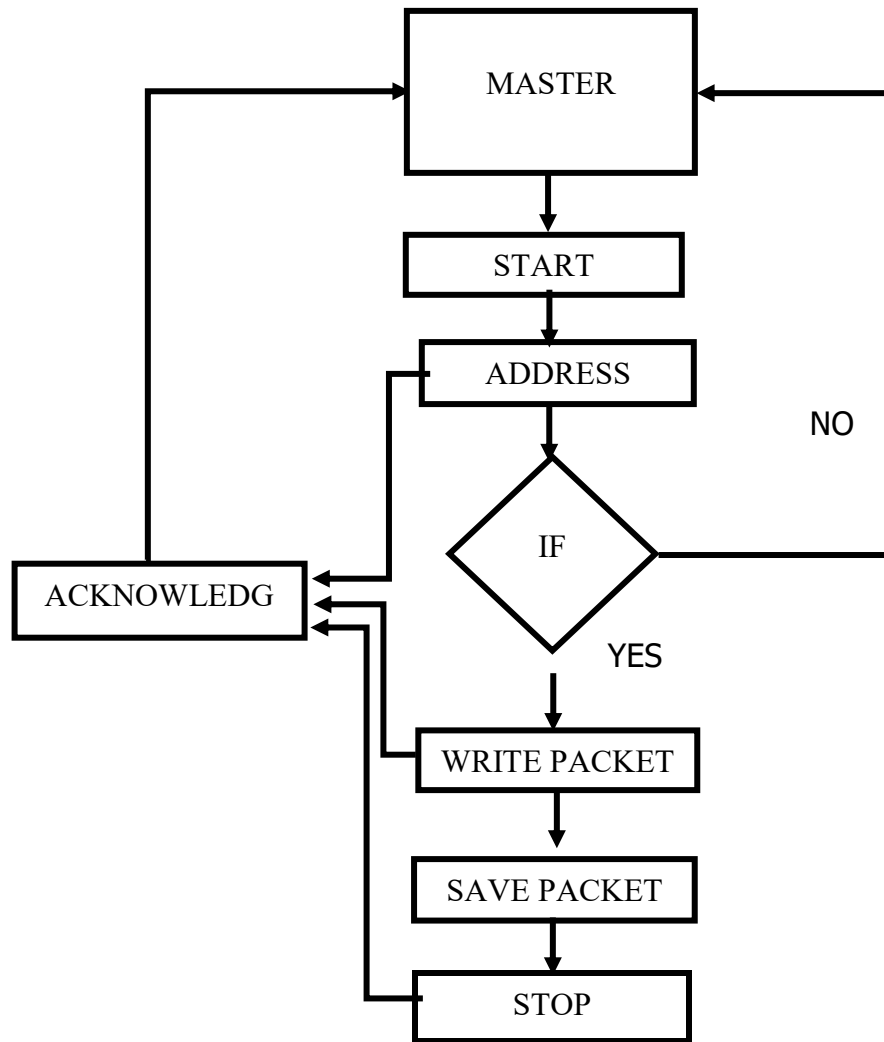 MASTER
START
ADDRESS
NO
IF
ACKNOWLEDG
YES
WRITE PACKET
SAVE PACKET
STOP